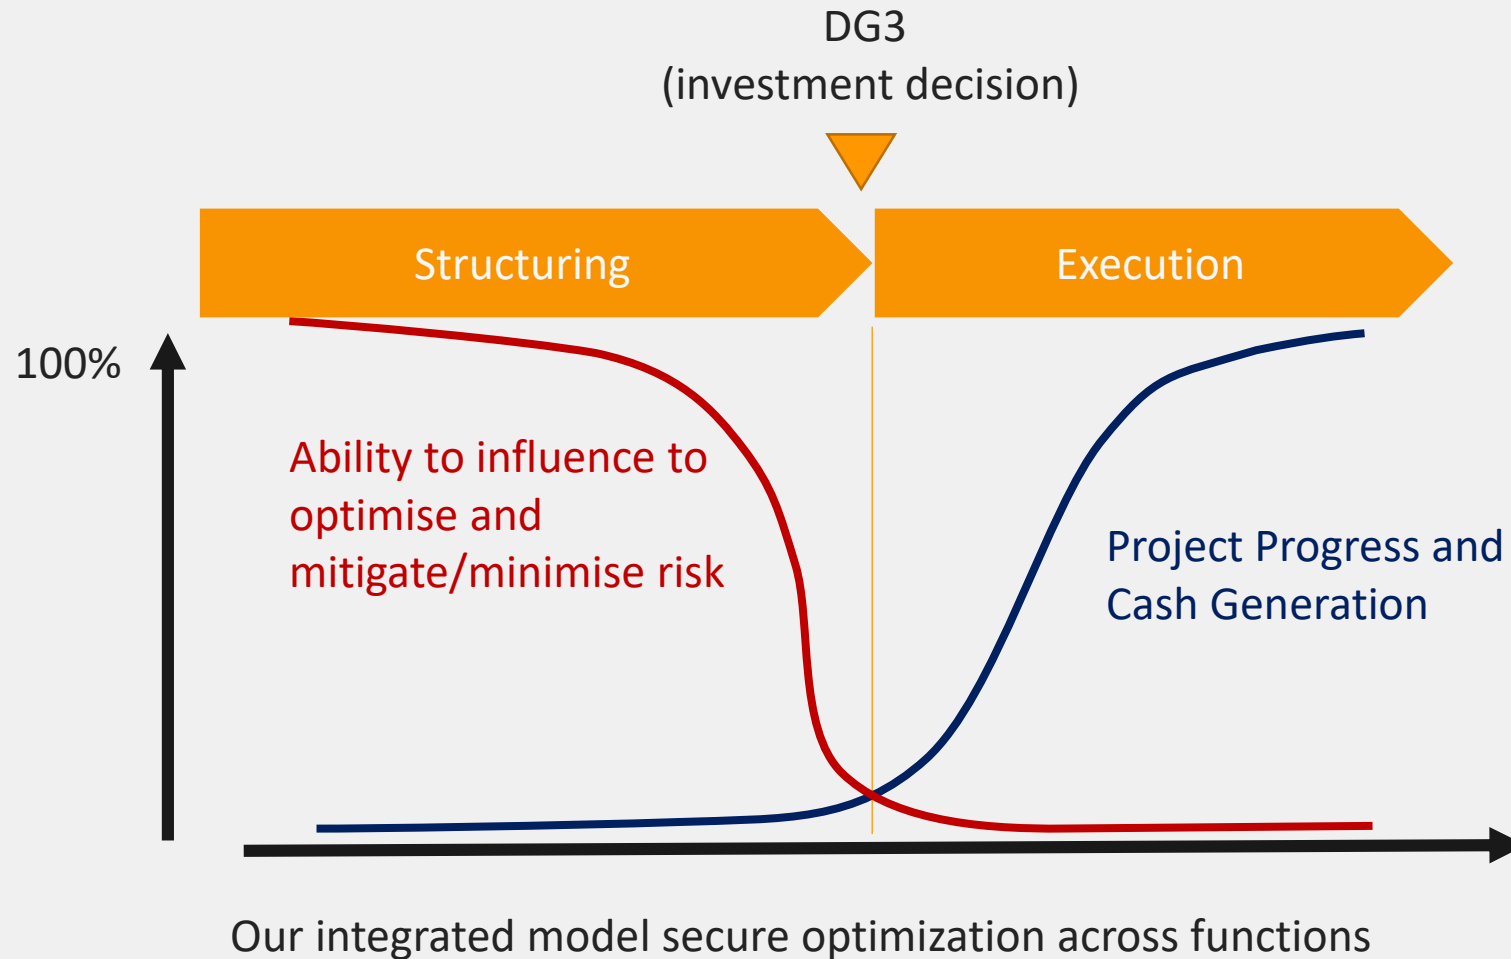 DG3
(investment decision)
Structuring
Execution
100%
Ability to influence to
optimise and
mitigate/minimise risk
Project Progress and
Cash Generation
Our integrated model secure optimization across functions